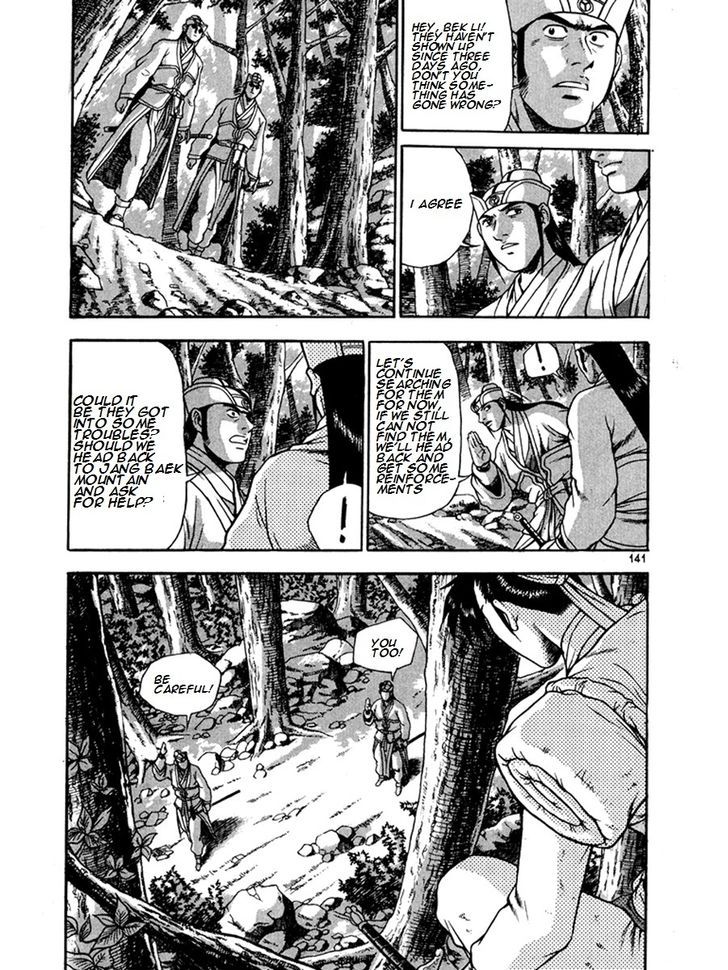 HEY, BEK LI!
THEY HAVEN'T
SHOWN UP
SINCE THREE
DAYS AGO,
DON'T YOU
THINK SOME-
THING HAS
GONE WRONG?
I AGREE
COULD IT
BE THEY GOT
INTO SOME
TROUBLES?
SHOULD WE
HEAD BACK
TO JANG BAEK
MOUNTAIN
AND ASK
FOR HELP?
!
LET'S
CONTINUE
SEARCHING
FOR THEM
FOR NOW,
IF WE STILL
CAN NOT
FIND THEM,
WE'LL HEAD
BACK AND
GET SOME
REINFORCE-
MENTS
!
141
BE
CAREFUL!
YOU
TOO!